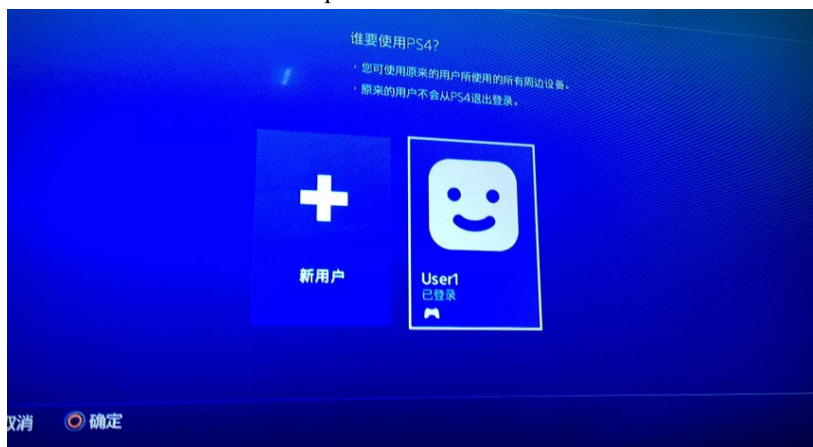 谁要使用PS4?
· 您可使用原来的用户所使用的所有周边设备。
· 原来的用户不会从PS4退出登录。
新用户
User1
已登录
取消
确定